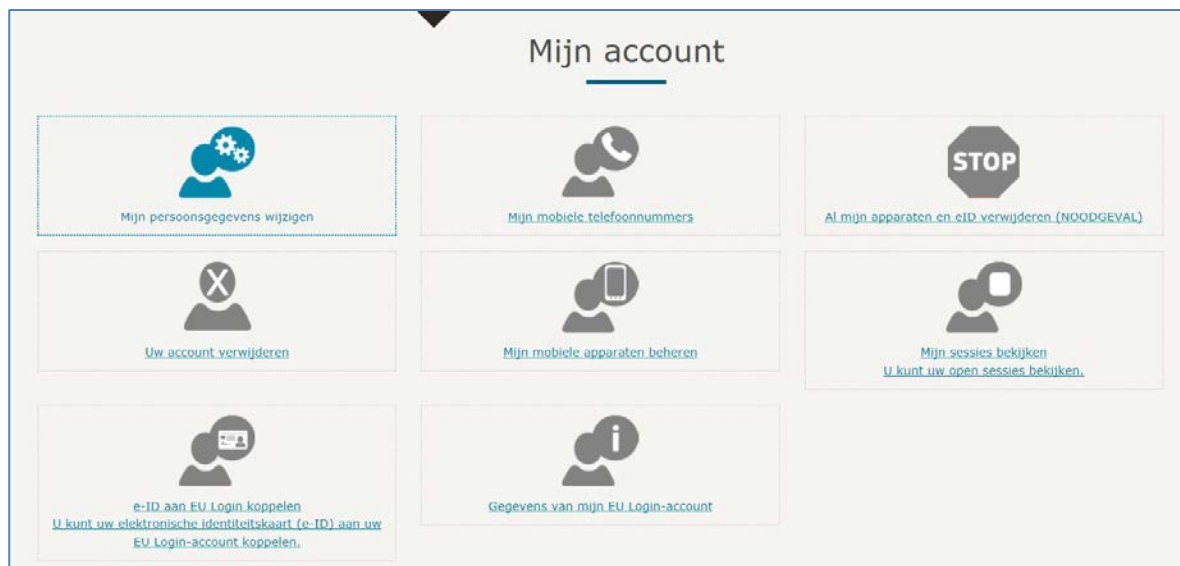 Mijn account
Mijn persoonsgegevens wijzigen
Mijn mobiele telefoonnummers
STOP
Al mijn apparaten en eID verwijderen (NOODGEVAL)
X
Uw account verwijderen
Mijn mobiele apparaten beheren
Mijn sessies bekijken
U kunt uw open sessies bekijken.
e-ID aan EU Login koppelen
U kunt uw elektronische identiteitskaart (e-ID) aan uw
EU Login-account koppelen.
i
Gegevens van mijn EU Login-account